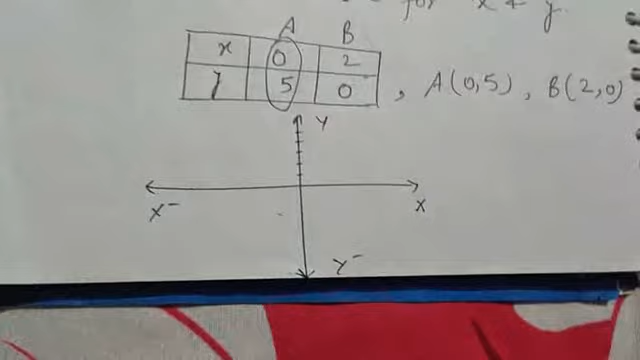 for x & y.
A B
x 0 2
y 5 0 , A(0,5) , B(2,0)
Y
X⁻ X
Y⁻